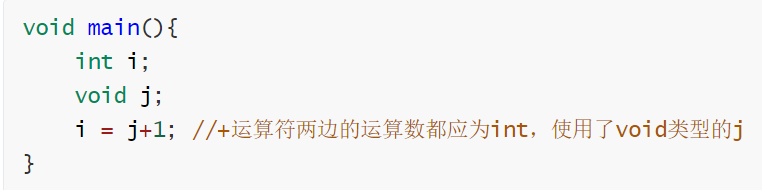 void main(){
    int i;
    void j;
    i = j+1; //+运算符两边的运算数都应为int，使用了void类型的j
}